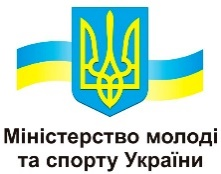 Міністерство молоді
та спорту України